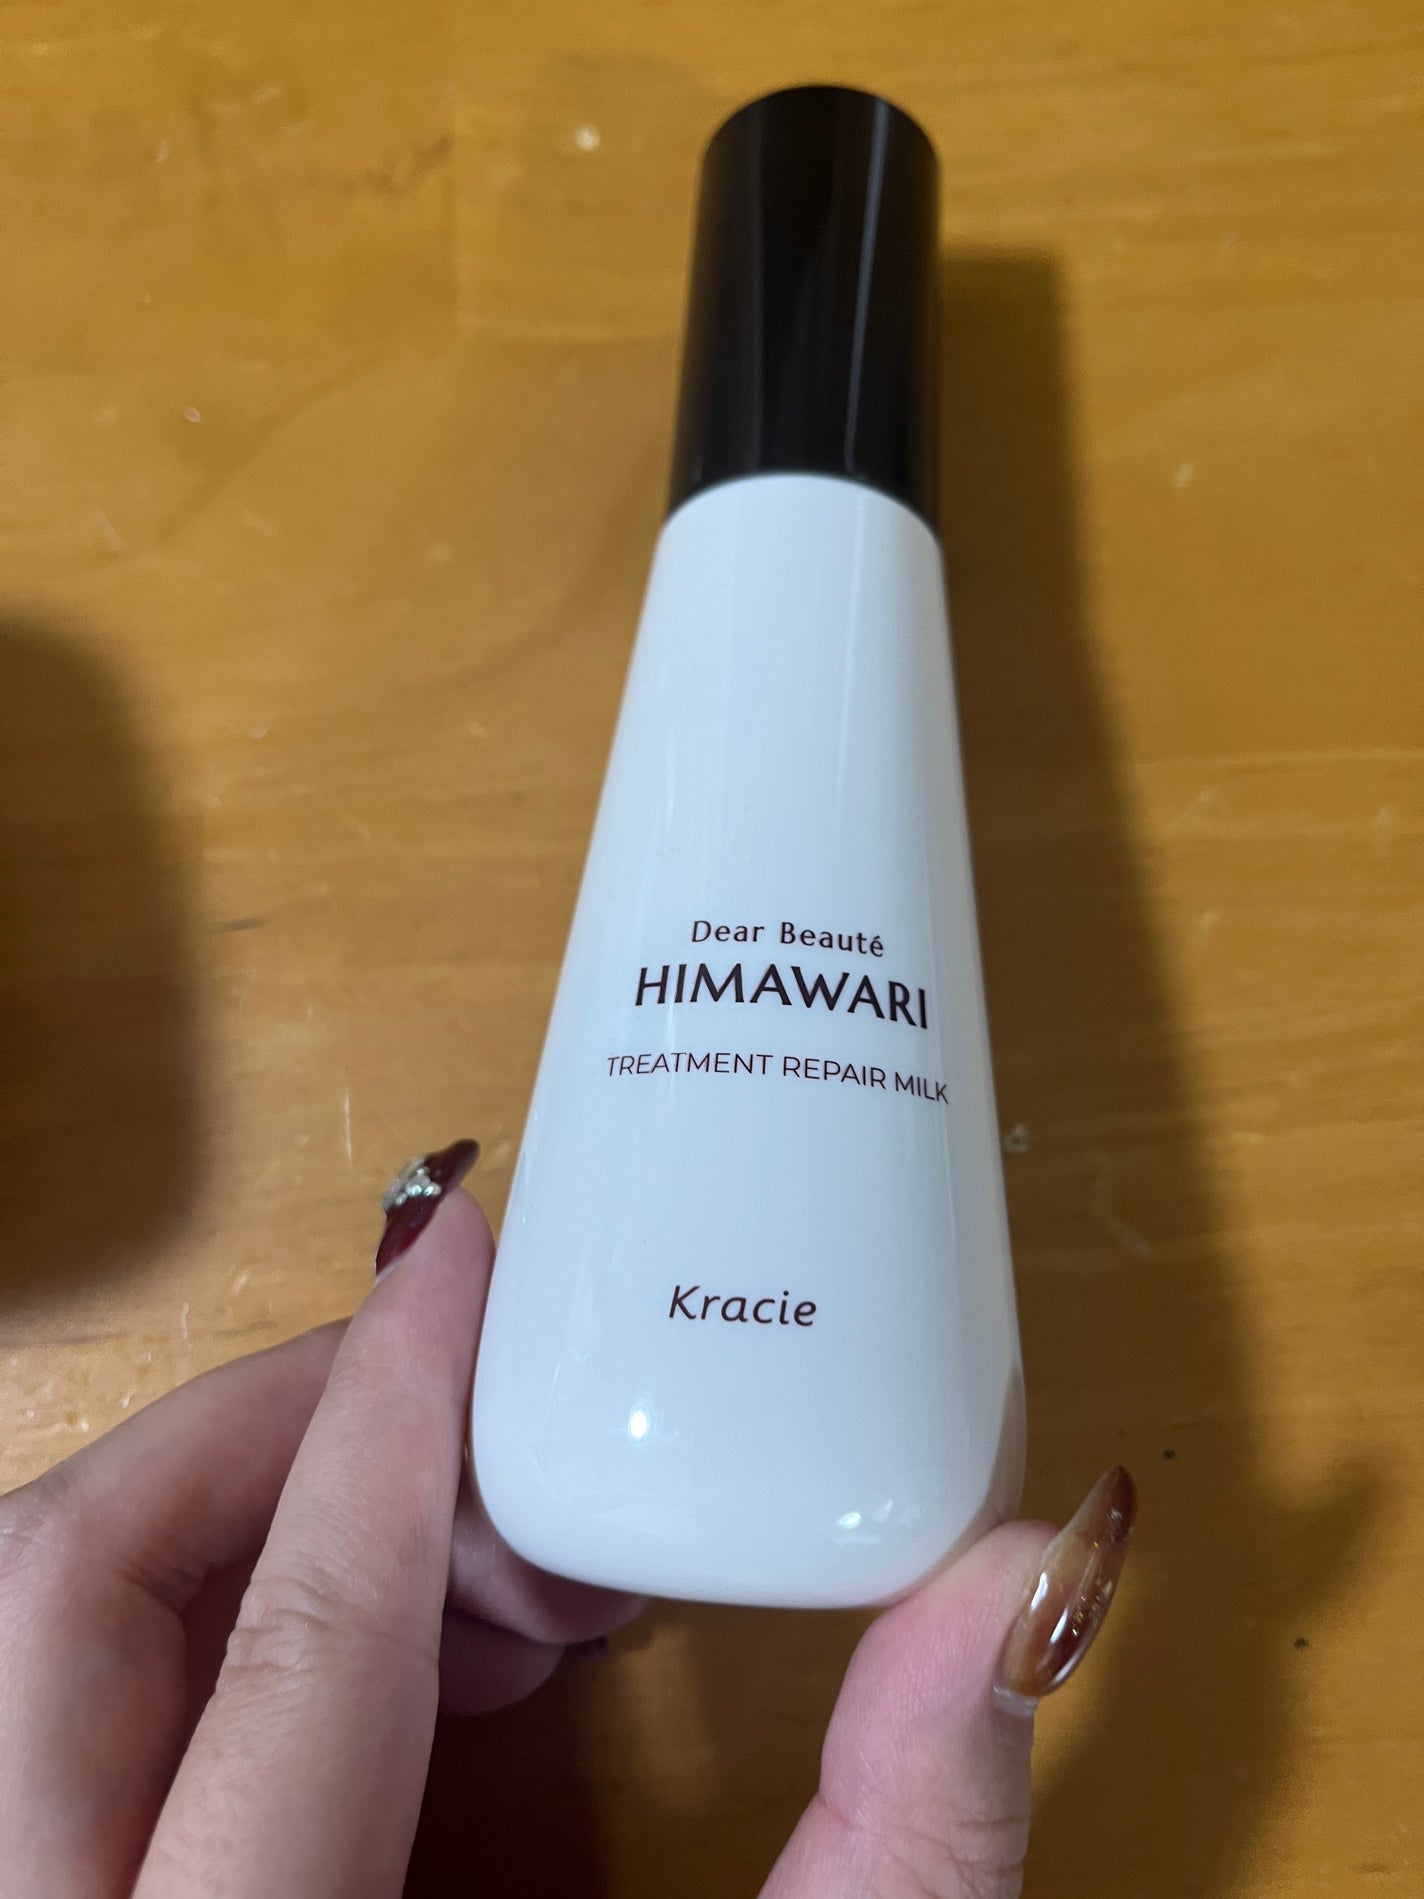 Dear Beauté
HIMAWARI
TREATMENT REPAIR MILK
Kracie